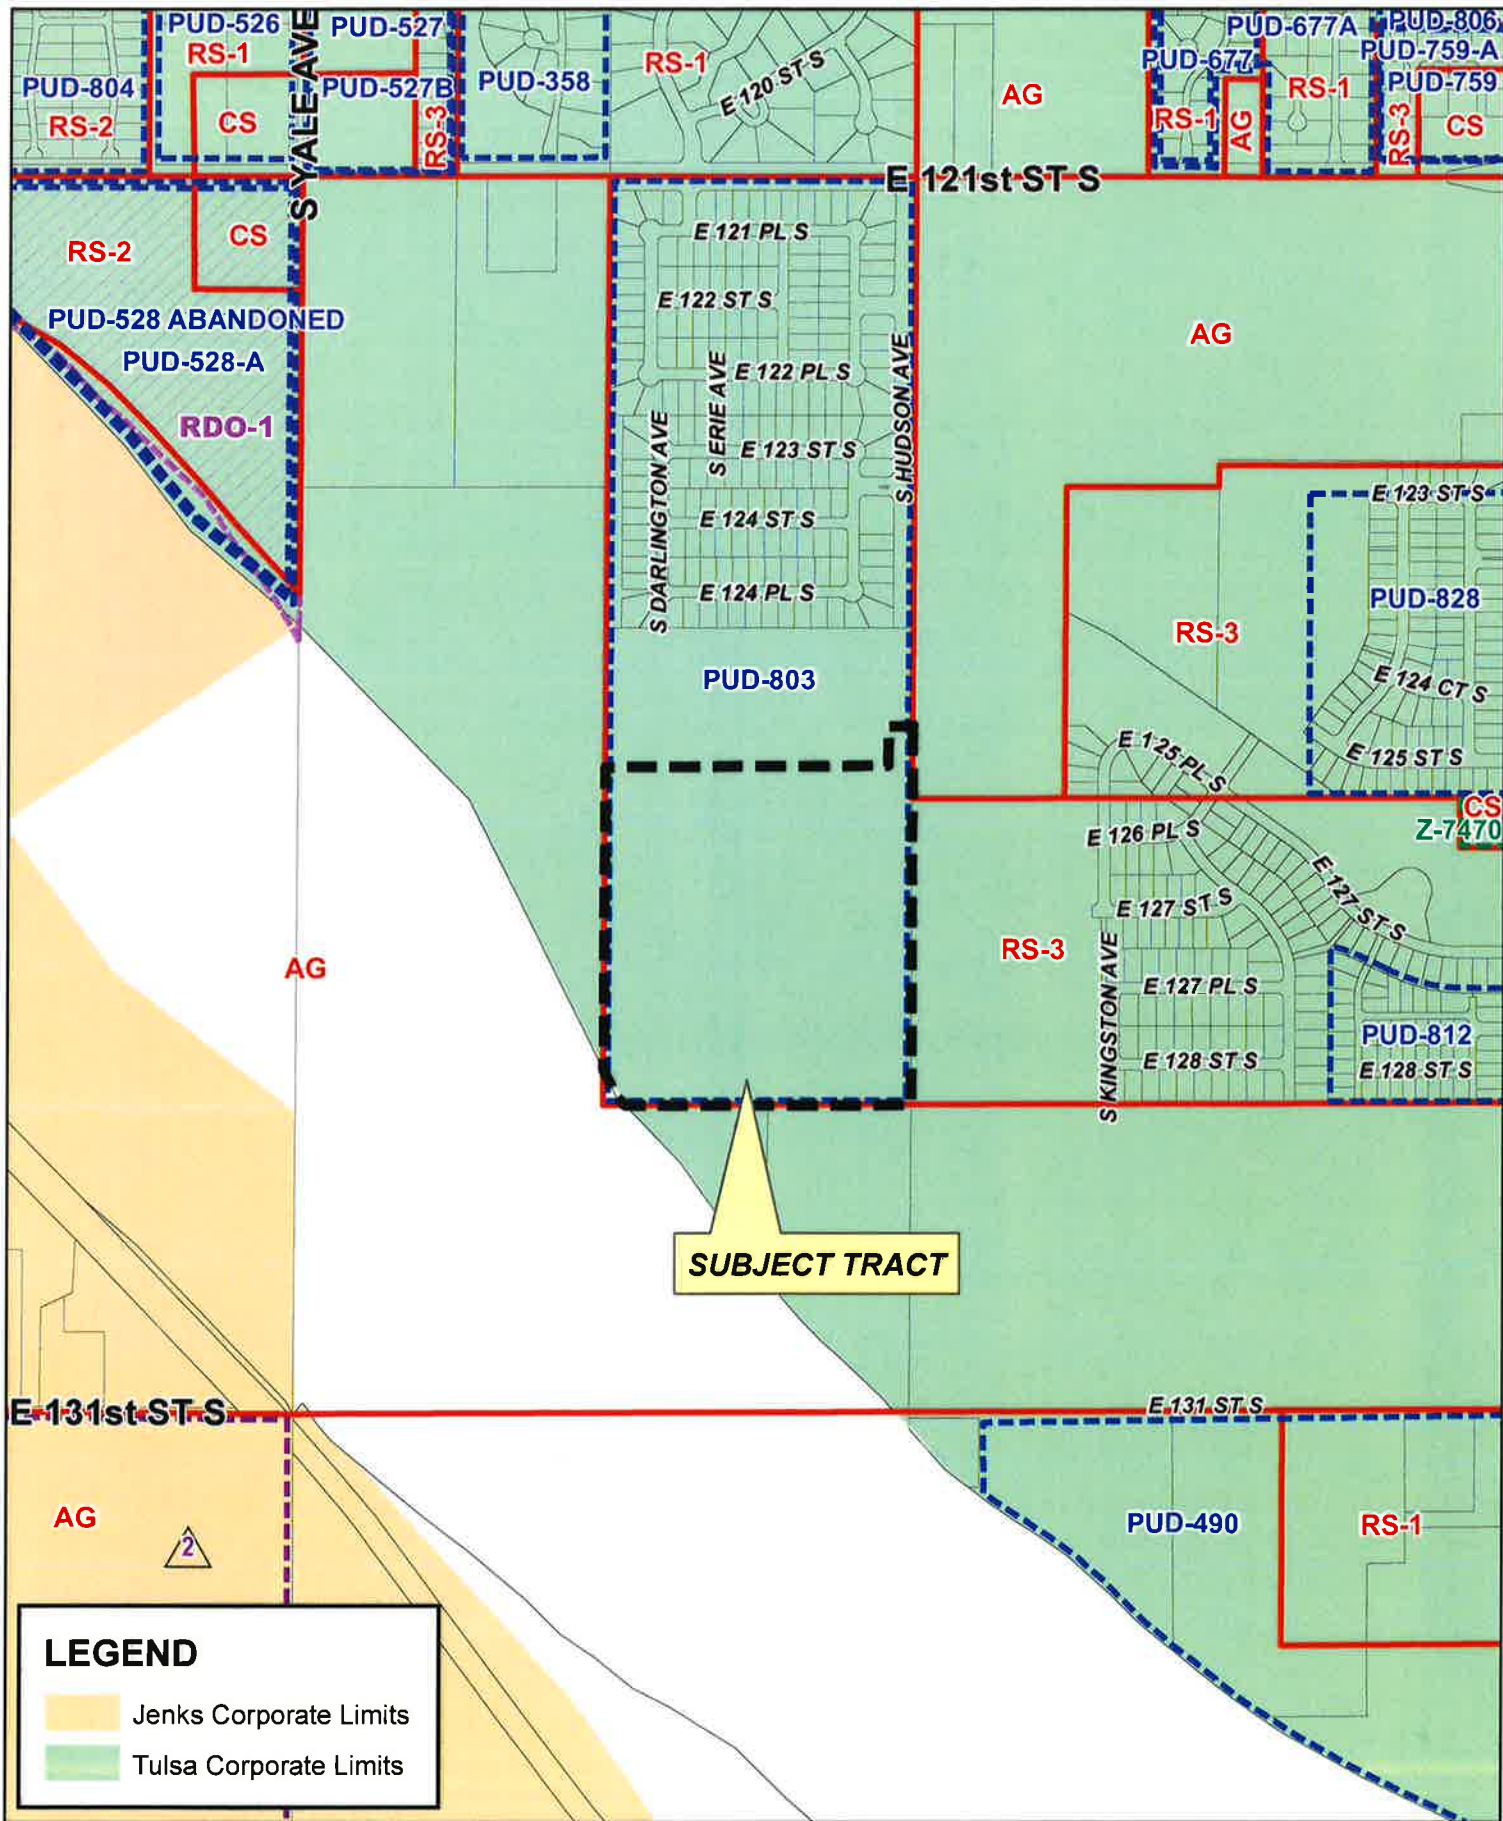 PUD-526
RS-1
PUD-804
RS-2
CS
S YALE AVE
PUD-527
PUD-527B
RS-3
PUD-358
RS-1
E 120 ST S
AG
PUD-677A
PUD-677
RS-1
AG
RS-1
PUD-806
PUD-759-A
PUD-759
RS-3
CS
E 121st ST S
RS-2
CS
PUD-528 ABANDONED
PUD-528-A
RDO-1
E 121 PL S
E 122 ST S
E 122 PL S
S ERIE AVE
S DARLINGTON AVE
E 123 ST S
S HUDSON AVE
E 124 ST S
E 124 PL S
PUD-803
AG
E 123 ST S
PUD-828
RS-3
E 124 CT S
E 125 PL S
E 125 ST S
CS
Z-7470
E 126 PL S
E 127 ST S
E 127 ST S
RS-3
S KINGSTON AVE
E 127 PL S
E 128 ST S
PUD-812
E 128 ST S
AG
SUBJECT TRACT
E 131st ST S
E 131 ST S
AG
2
PUD-490
RS-1
LEGEND
Jenks Corporate Limits
Tulsa Corporate Limits